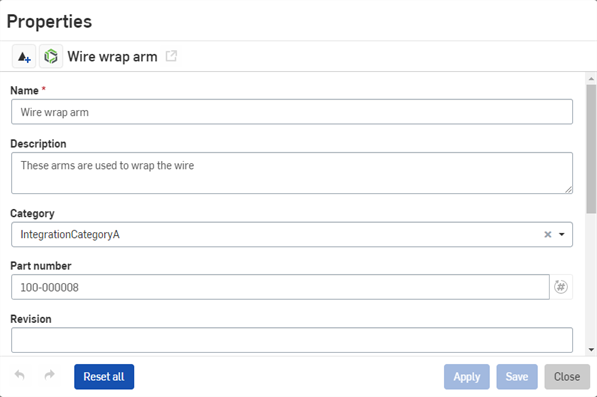 Properties
Wire wrap arm
Name *
Wire wrap arm
Description
These arms are used to wrap the wire
Category
IntegrationCategoryA
Part number
100-000008
Revision
Reset all
Apply
Save
Close